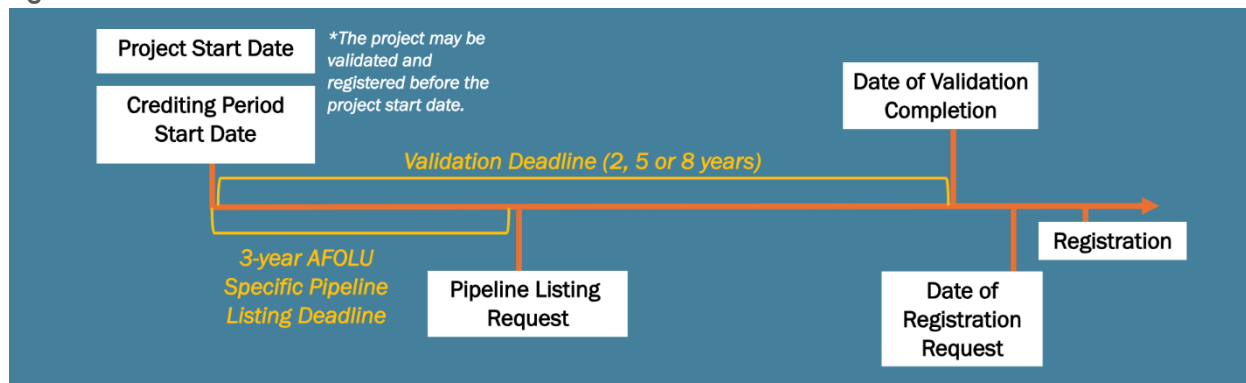 Project Start Date
*The project may be
validated and
registered before the
project start date.
Crediting Period
Start Date
Date of Validation
Completion
Validation Deadline (2, 5 or 8 years)
3-year AFOLU
Specific Pipeline
Listing Deadline
Pipeline Listing
Request
Registration
Date of
Registration
Request